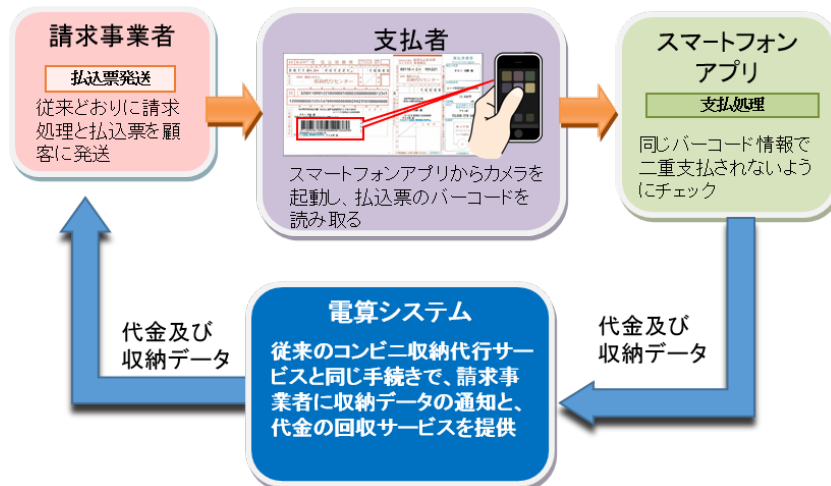 請求事業者
払込票発送
従来どおりに請求
処理と払込票を顧
客に発送
支払者
スマートフォンアプリからカメラを
起動し、払込票のバーコードを
読み取る
スマートフォン
アプリ
支払処理
同じバーコード情報で
二重支払されないよう
にチェック
代金及び
収納データ
電算システム
従来のコンビニ収納代行サー
ビスと同じ手続きで、請求事
業者に収納データの通知と、
代金の回収サービスを提供
代金及び
収納データ